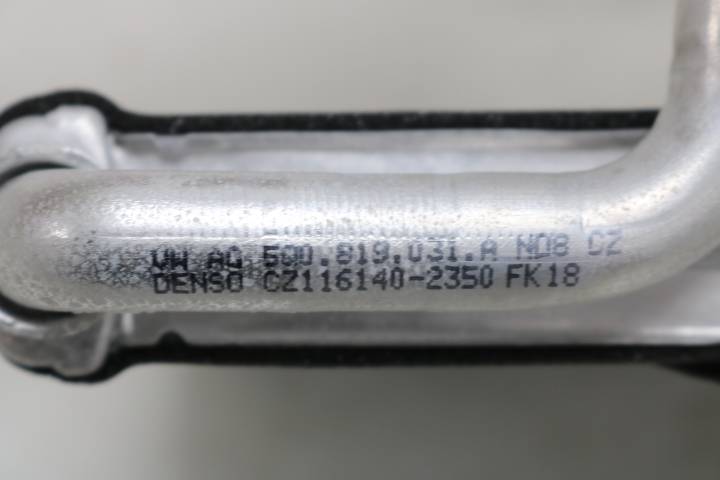 VW AG 5Q0.819.031.A ND8 CZ
DENSO CZ116140-2350 FK18